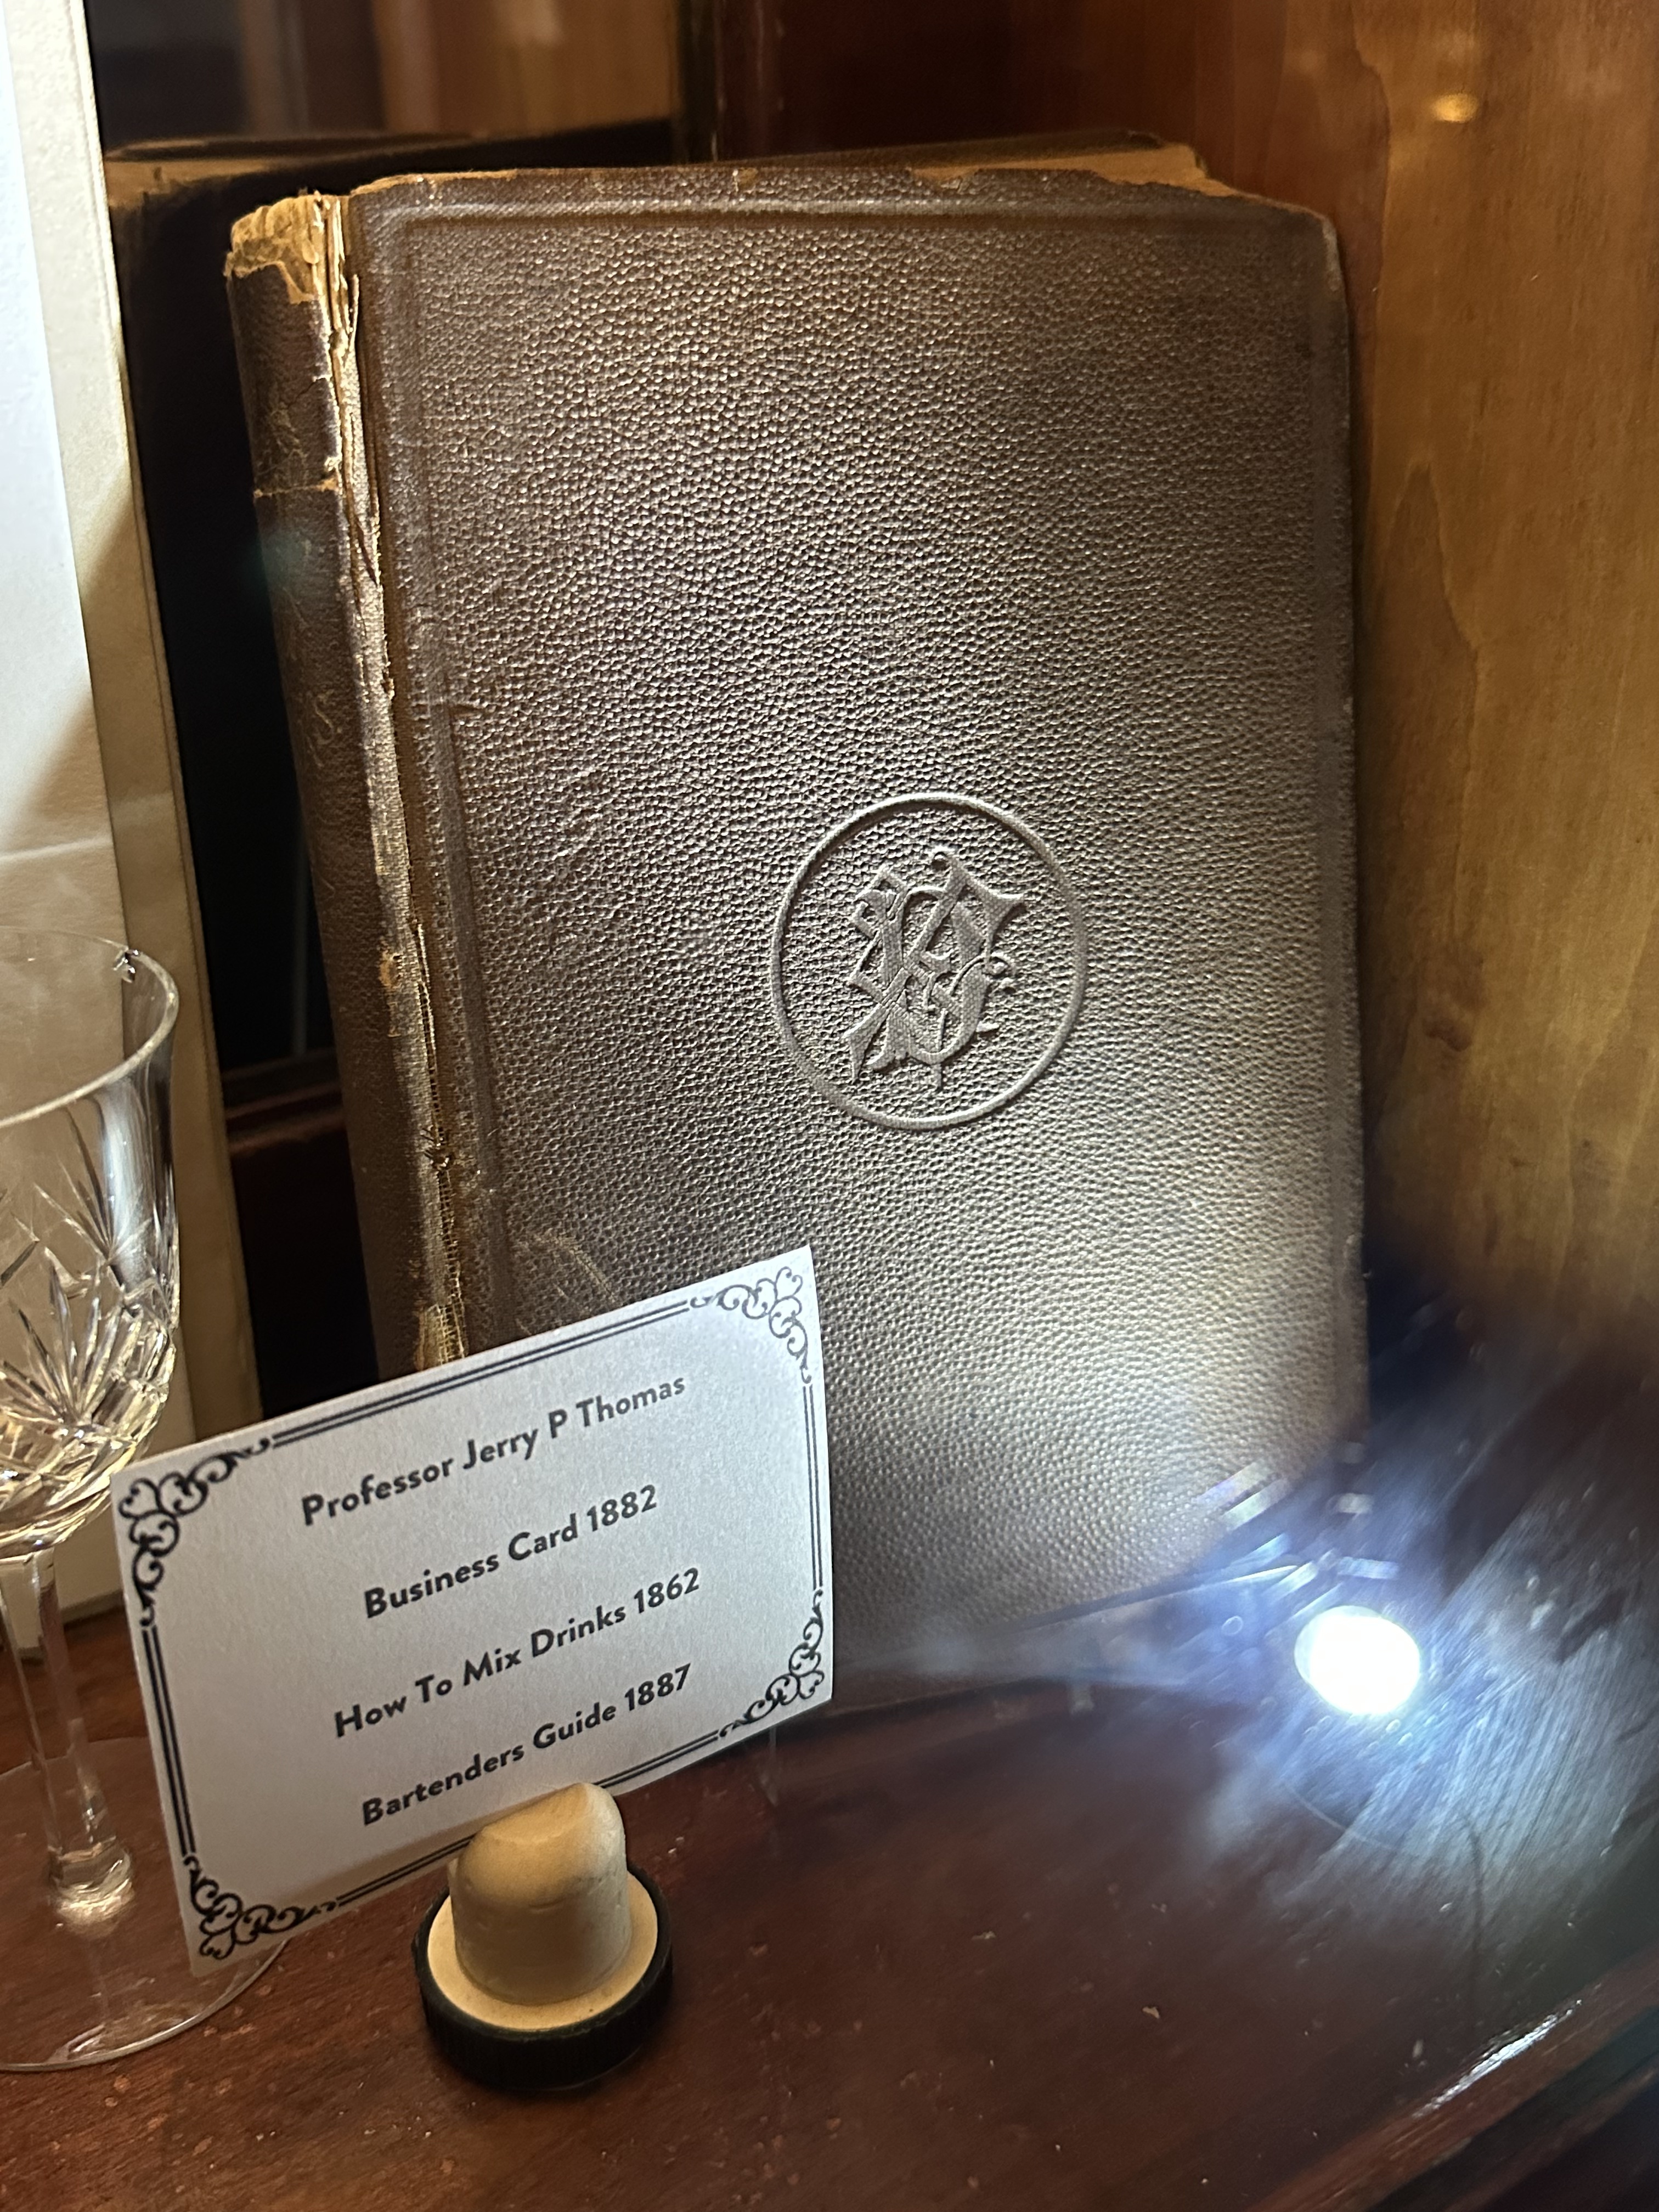 Professor Jerry P Thomas
Business Card 1882
How To Mix Drinks 1862
Bartenders Guide 1887